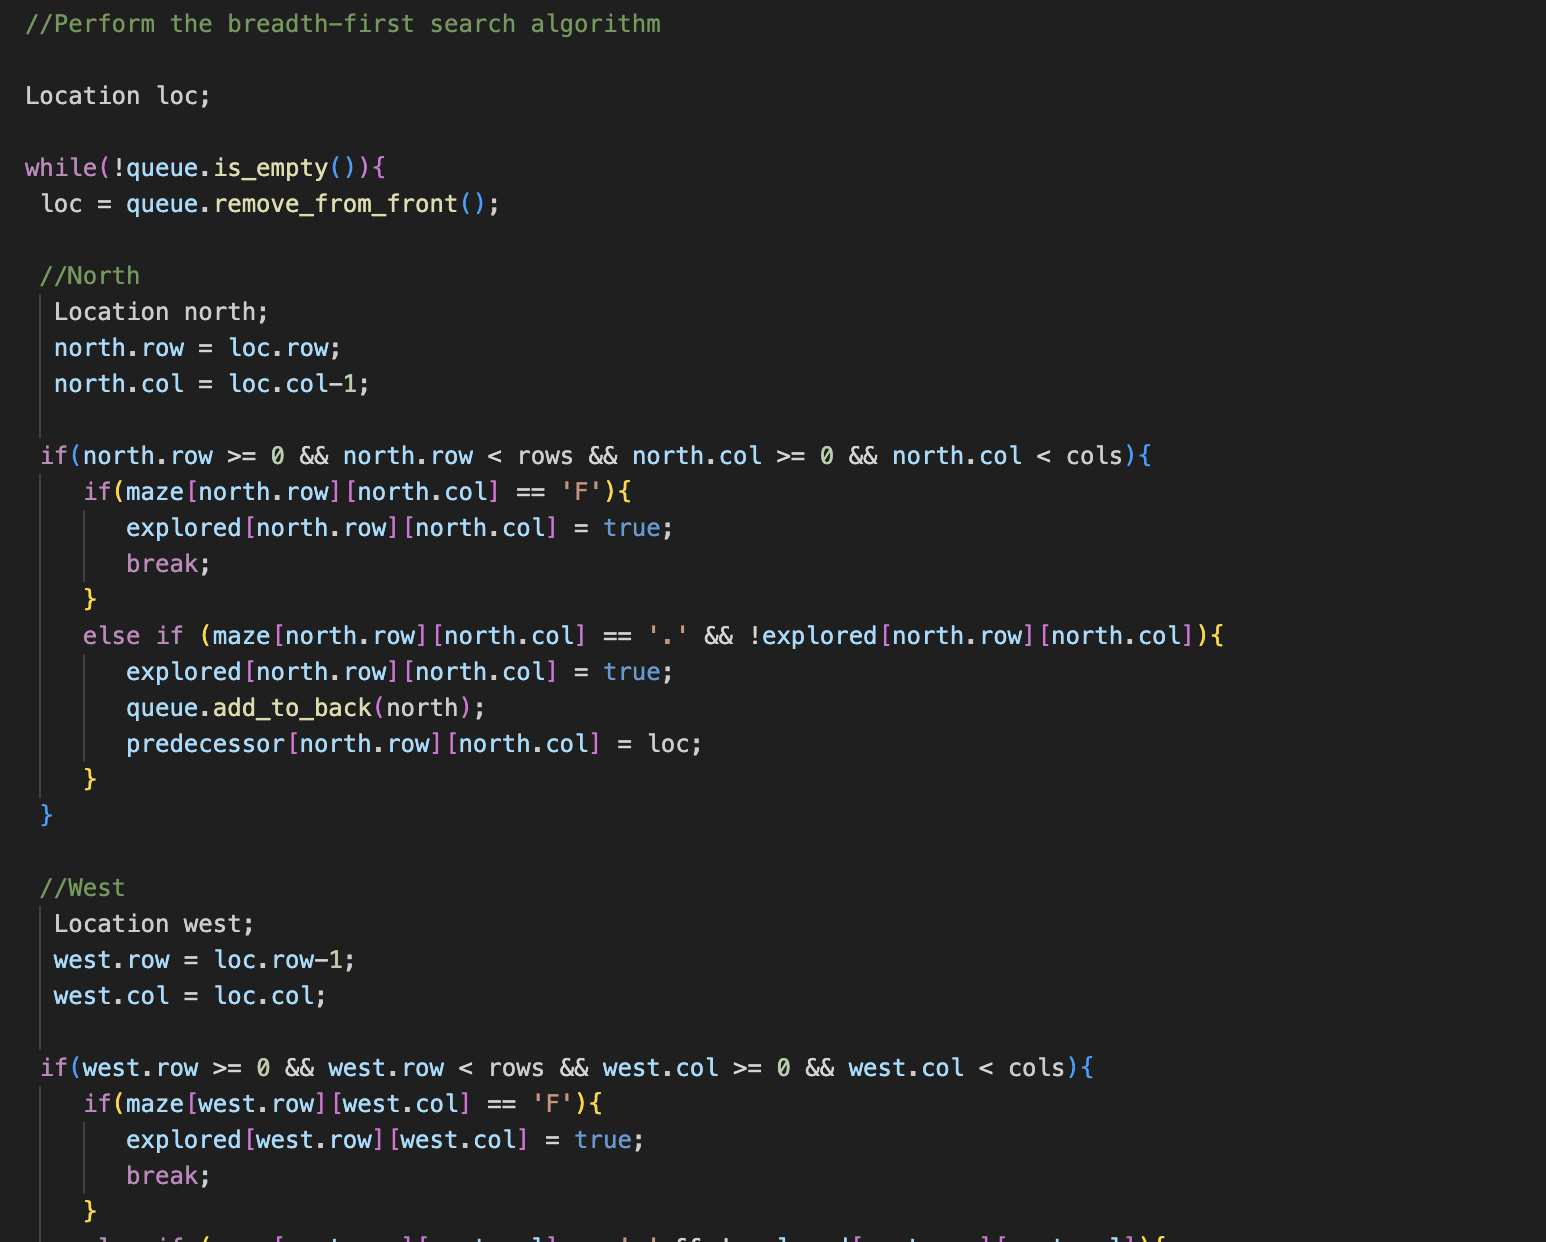 //Perform the breadth-first search algorithm
Location loc;
while(!queue.is_empty()){
loc = queue.remove_from_front();
//North
Location north;
north.row = loc.row;
north.col = loc.col-1;
if(north.row >= 0 && north.row < rows && north.col >= 0 && north.col < cols){
if(maze[north.row][north.col] == 'F'){
explored[north.row][north.col] = true;
break;
}
else if (maze[north.row][north.col] == '.' && !explored[north.row][north.col]){
explored[north.row][north.col] = true;
queue.add_to_back(north);
predecessor[north.row][north.col] = loc;
}
}
//West
Location west;
west.row = loc.row-1;
west.col = loc.col;
if(west.row >= 0 && west.row < rows && west.col >= 0 && west.col < cols){
if(maze[west.row][west.col] == 'F'){
explored[west.row][west.col] = true;
break;
}